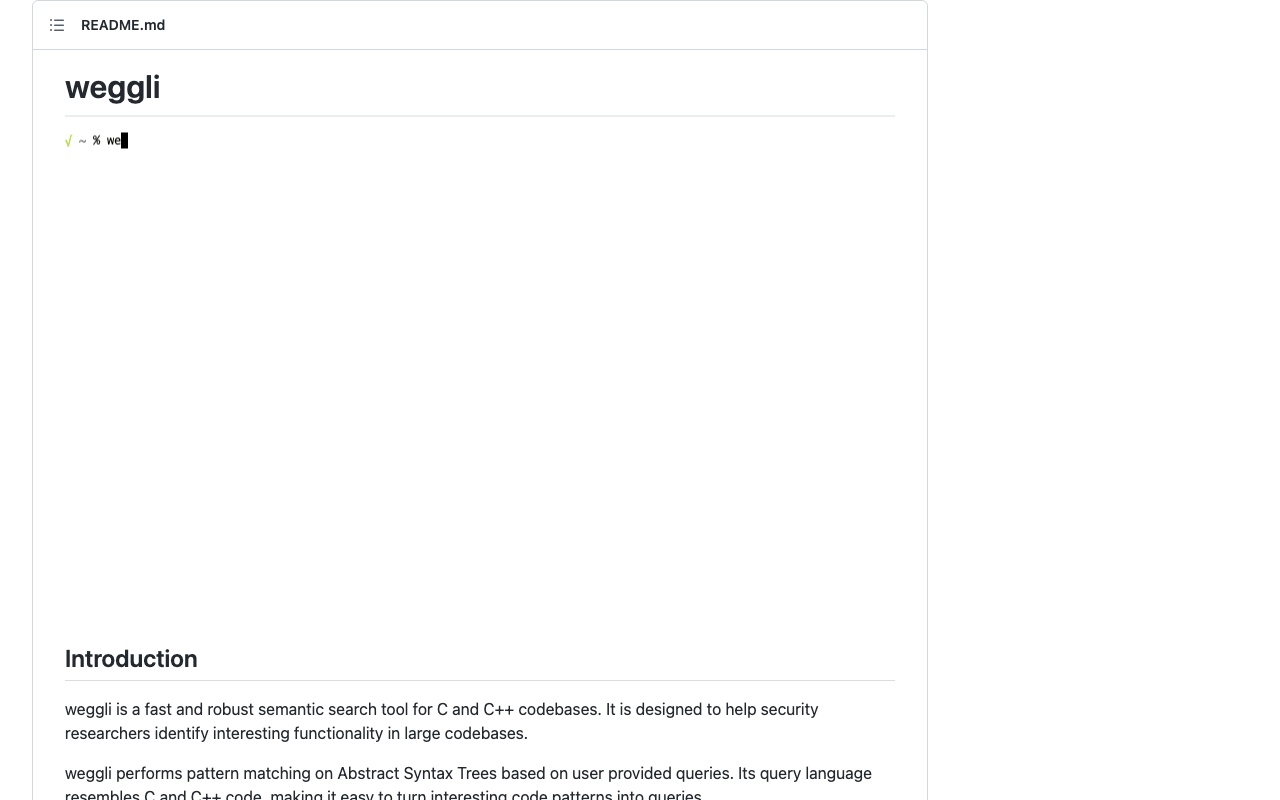 README.md
weggli
√ ~ % we
Introduction
weggli is a fast and robust semantic search tool for C and C++ codebases. It is designed to help security
researchers identify interesting functionality in large codebases.
weggli performs pattern matching on Abstract Syntax Trees based on user provided queries. Its query language
resembles C and C++ code, making it easy to turn interesting code patterns into queries.